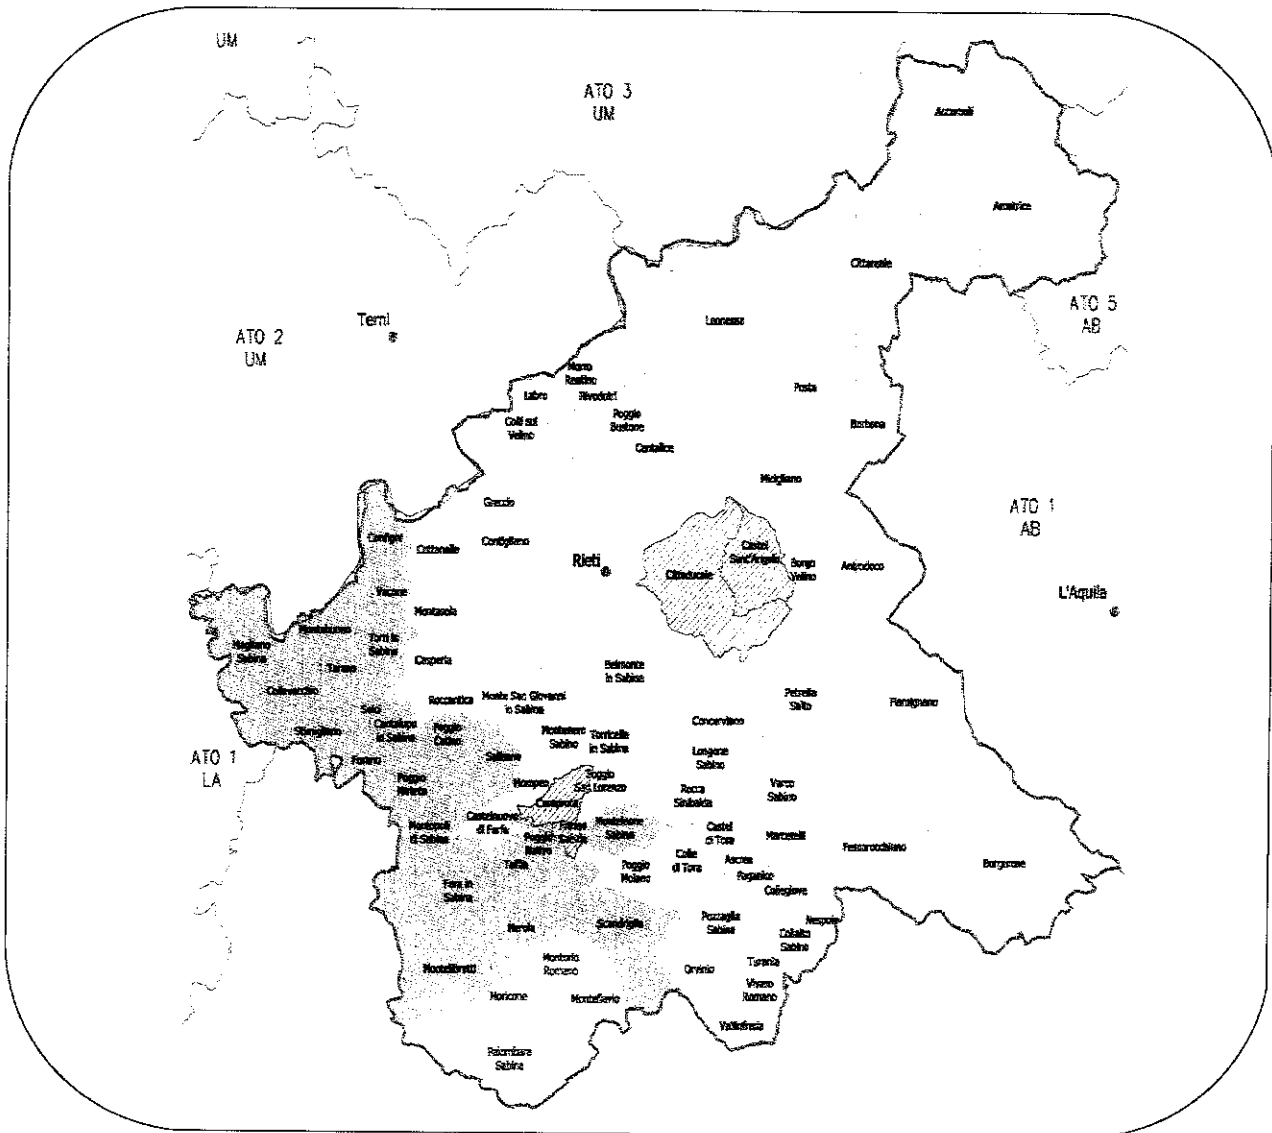 UM
ATO 3
UM
Accumoli
Amatrice
Cittareale
ATO 5
AB
Terni
ATO 2
UM
Leonessa
Morro
Reatino
Labro
Rivodutri
Posta
Colli sul
Velino
Poggio
Bustone
Borbona
Cantalice
Micigliano
Greccio
ATO 1
AB
Configni
Cottanello
Contigliano
Castel
Sant'Angelo
Rieti
Cittaducale
Borgo
Velino
Antrodoco
L'Aquila
Vacone
Montasola
Montebuono
Magliano
Sabina
Torri in
Sabina
Tarano
Casperia
Belmonte
in Sabina
Collevecchio
Roccantica
Monte San Giovanni
in Sabina
Petrella
Salto
Fiamignano
Selci
Cantalupo
in Sabina
Poggio
Catino
Stimigliano
Montenero
Sabino
Torricella
in Sabina
Concerviano
Longone
Sabino
Salisano
Forano
ATO 1
LA
Poggio
Mirteto
Mompeo
Poggio
San Lorenzo
Rocca
Sinibalda
Varco
Sabino
Casaprota
Castelnuovo
di Farfa
Montopoli
di Sabina
Frasso
Sabino
Monteleone
Sabino
Poggio
Nativo
Castel
di Tora
Marcetelli
Pescorocchiano
Toffia
Poggio
Moiano
Colle
di Tora
Ascrea
Paganico
Borgorose
Collegiove
Fara in
Sabina
Nerola
Scandriglia
Pozzaglia
Sabina
Nespolo
Collalto
Sabino
Montelibretti
Montorio
Romano
Orvinio
Turania
Vivaro
Romano
Moricone
Monteflavio
Vallinfreda
Palombara
Sabina